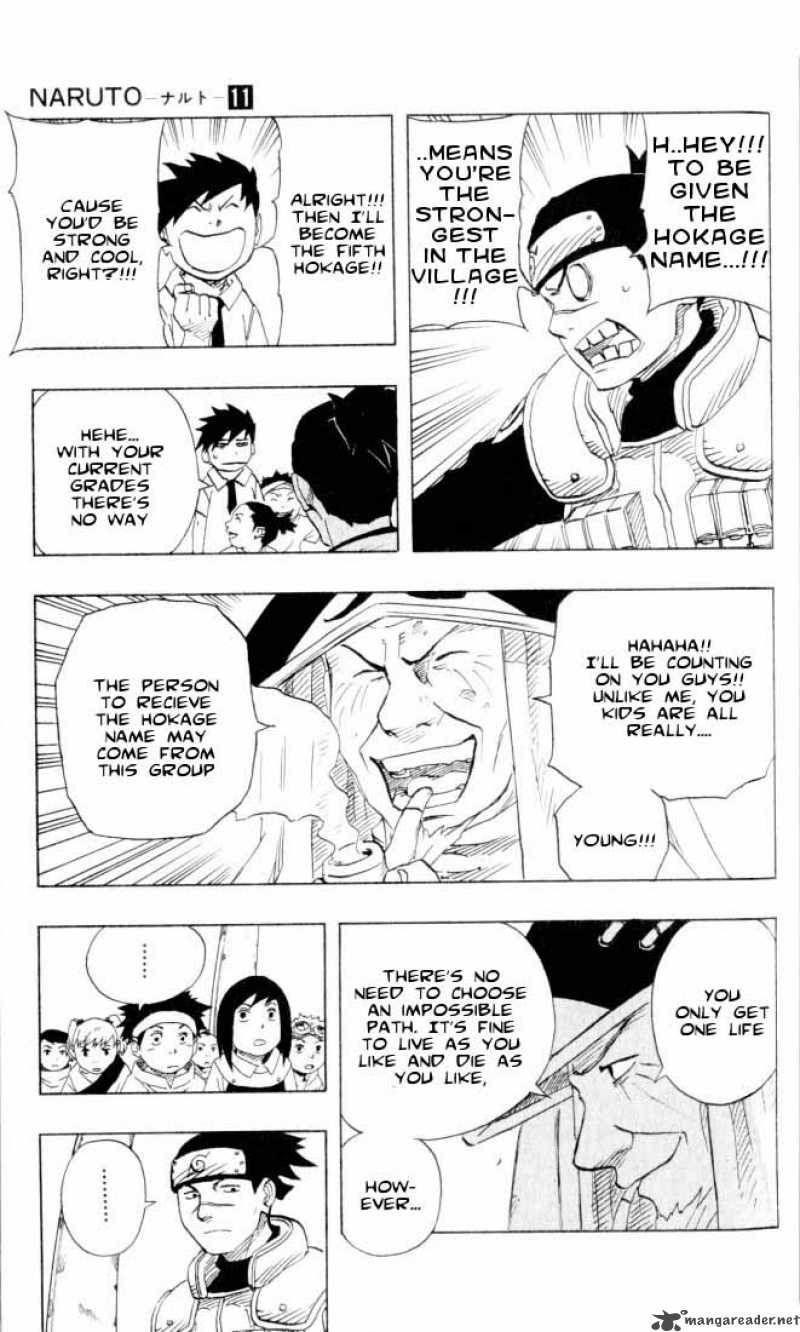 NARUTO —ナルト— 11
H..HEY!!!
TO BE
GIVEN
THE
HOKAGE
NAME...!!!
..MEANS
YOU'RE
THE
STRON-
GEST
IN THE
VILLAGE
!!!
ALRIGHT!!!
THEN I'LL
BECOME
THE FIFTH
HOKAGE!!
CAUSE
YOU'D BE
STRONG
AND COOL,
RIGHT?!!!
HEHE...
WITH YOUR
CURRENT
GRADES
THERE'S
NO WAY
HAHAHA!!
I'LL BE COUNTING
ON YOU GUYS!!
UNLIKE ME, YOU
KIDS ARE ALL
REALLY....
YOUNG!!!
THE PERSON
TO RECIEVE
THE HOKAGE
NAME MAY
COME FROM
THIS GROUP
YOU
ONLY GET
ONE LIFE
THERE'S NO
NEED TO CHOOSE
AN IMPOSSIBLE
PATH. IT'S FINE
TO LIVE AS YOU
LIKE AND DIE AS
YOU LIKE,
HOW-
EVER...
......
......
mangareader.net